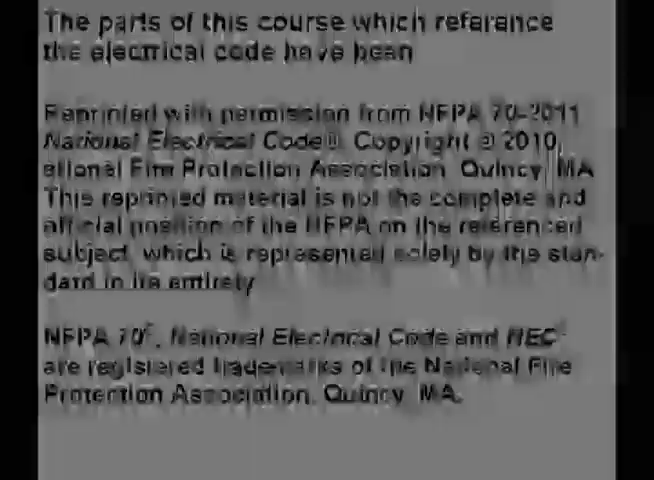 The parts of this course which reference
the electrical code have been
Reprinted with permission from NFPA 70-2011
National Electrical Code®. Copyright © 2010,
ational Fire Protection Association, Quincy, MA
This reprinted material is not the complete and
official position of the NFPA on the referenced
subject, which is represented solely by the stan-
dard in its entirety
NFPA 70®, National Electrical Code and NEC®
are registered trademarks of the National Fire
Protection Association, Quincy, MA.